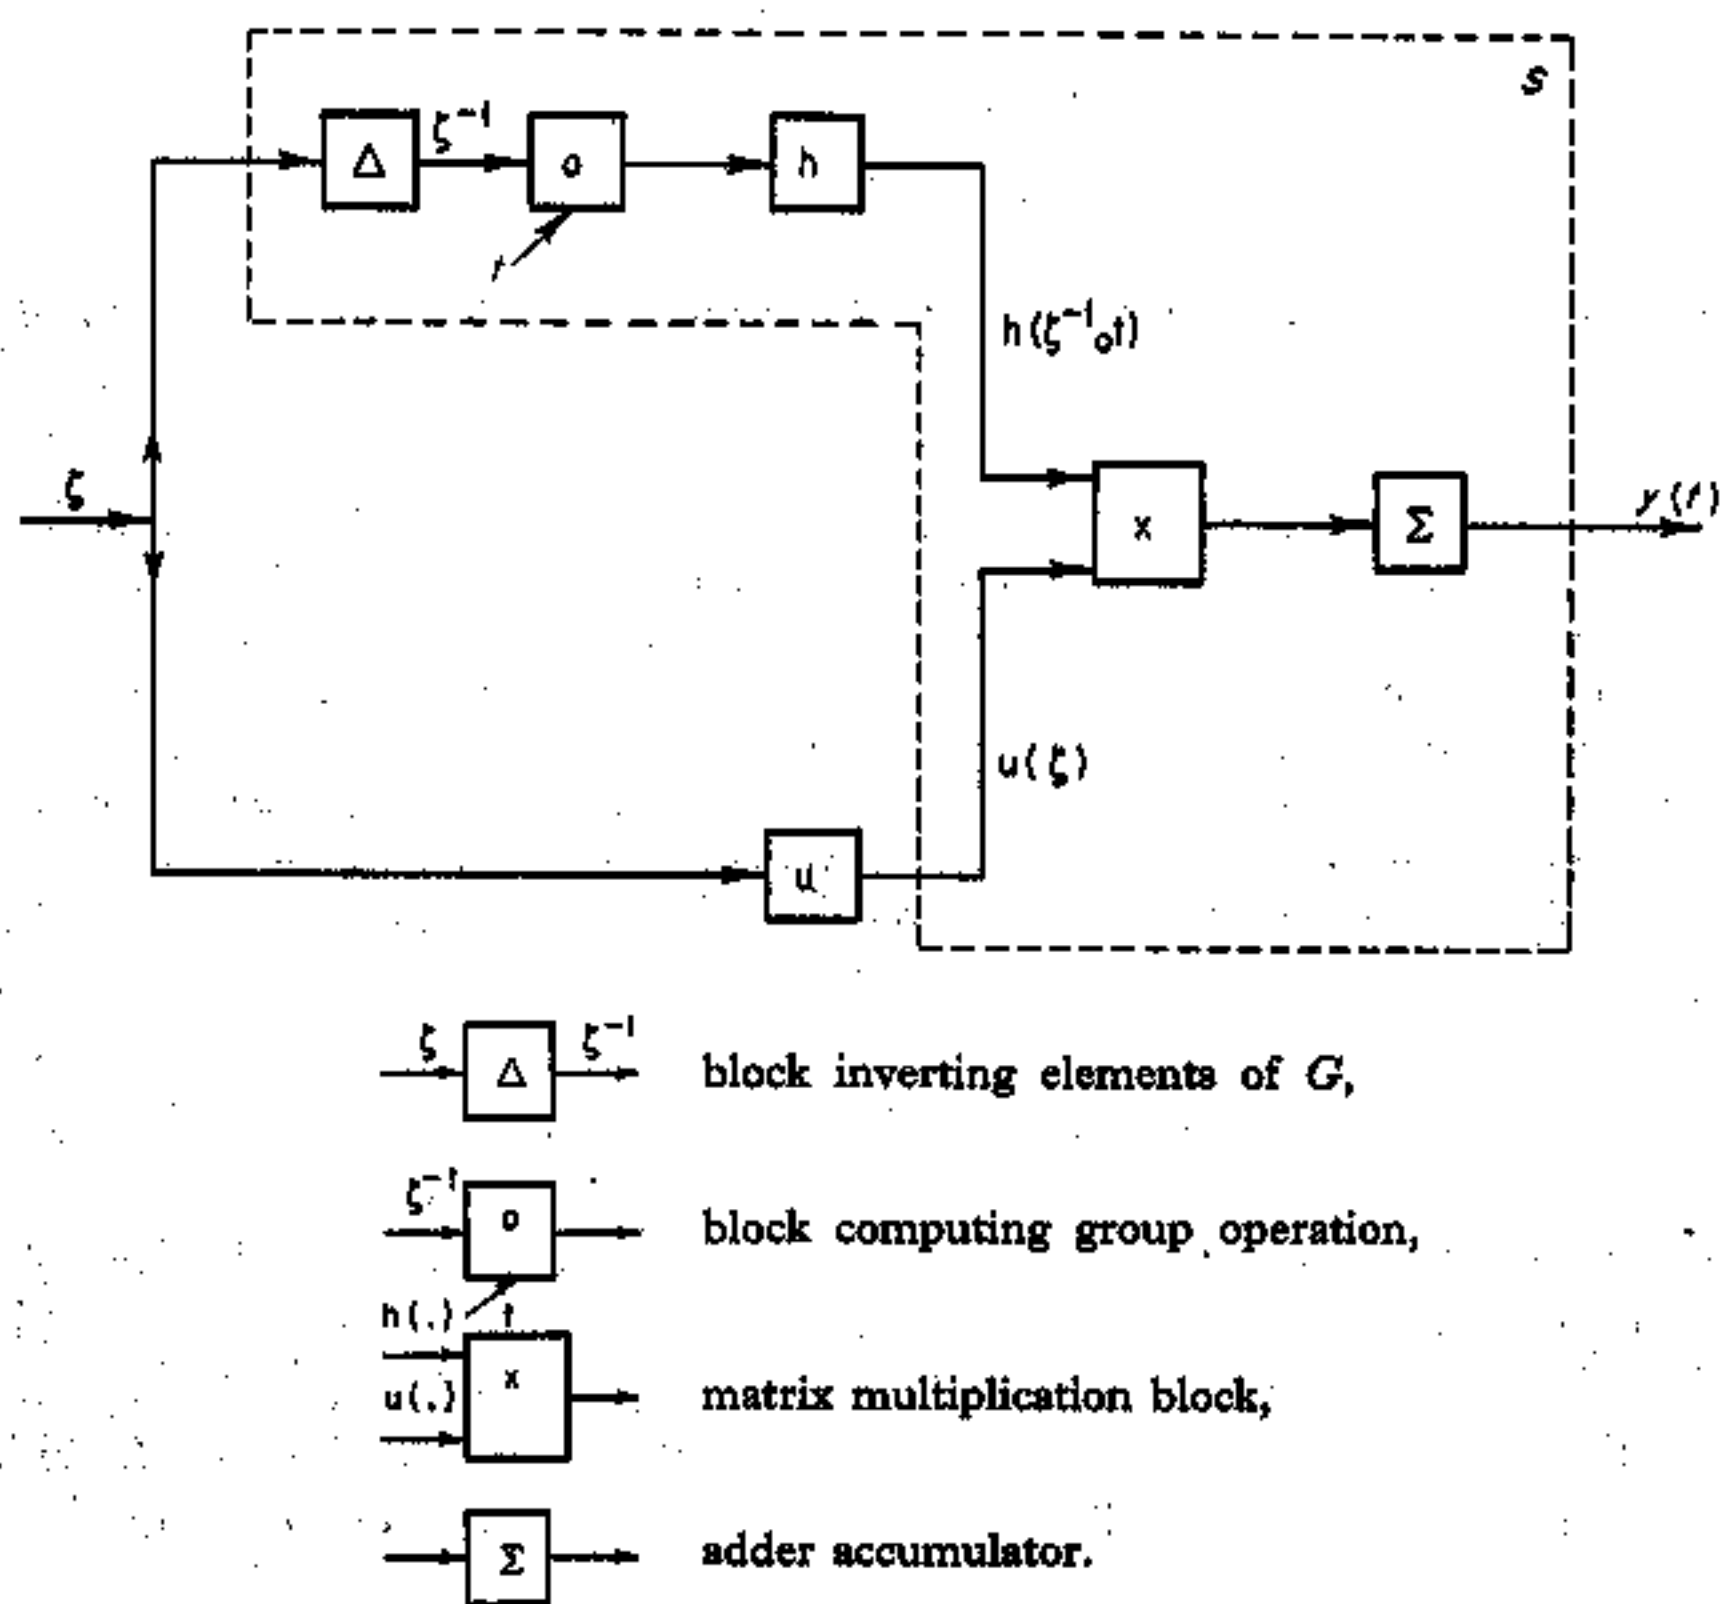 S
Δ ζ⁻¹ o h
t
h(ζ⁻¹ o t)
ζ
x Σ y(t)
u(ζ)
u
ζ Δ ζ⁻¹ block inverting elements of G,
ζ⁻¹ o block computing group operation,
h(.) t
u(.) x matrix multiplication block,
Σ adder accumulator.